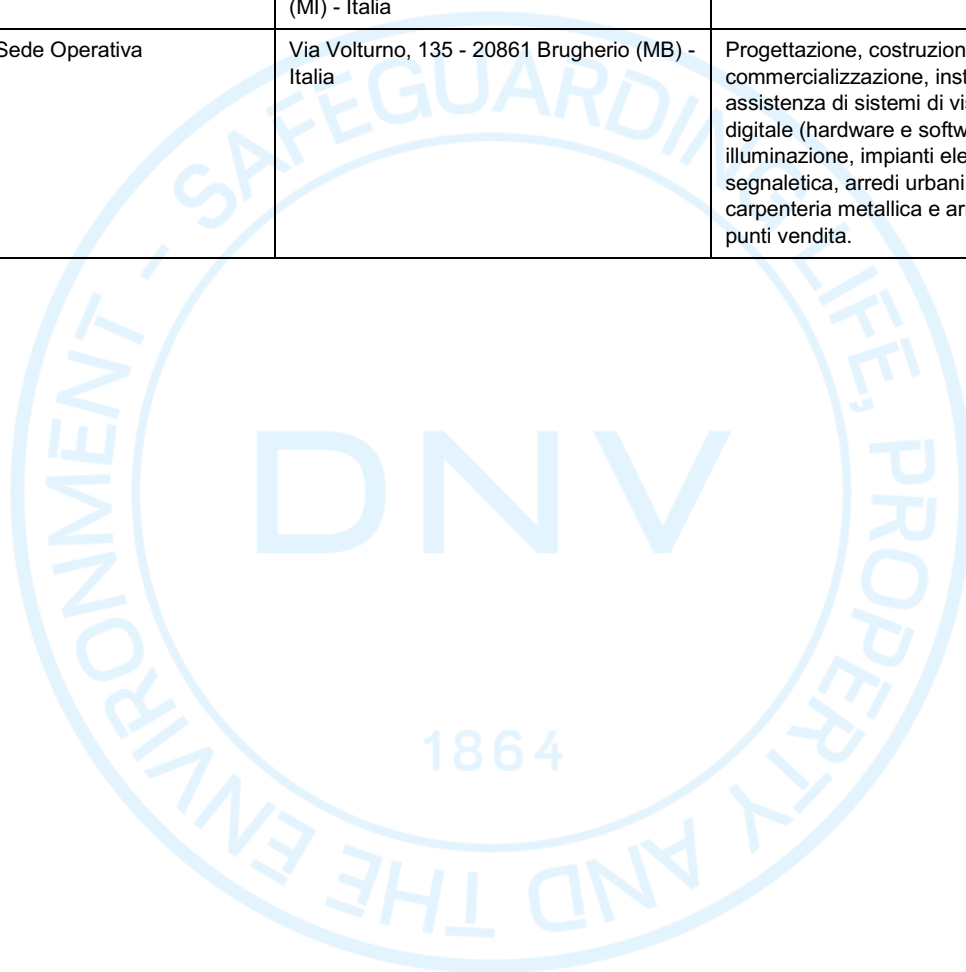 (MI) - Italia
Sede Operativa
Via Volturno, 135 - 20861 Brugherio (MB) -
Italia
Progettazione, costruzion
commercializzazione, inst
assistenza di sistemi di vis
digitale (hardware e softw
illuminazione, impianti ele
segnaletica, arredi urbani
carpenteria metallica e arr
punti vendita.
SAFEGUARDING LIFE, PROPERTY AND THE ENVIRONMENT -
DNV
1864